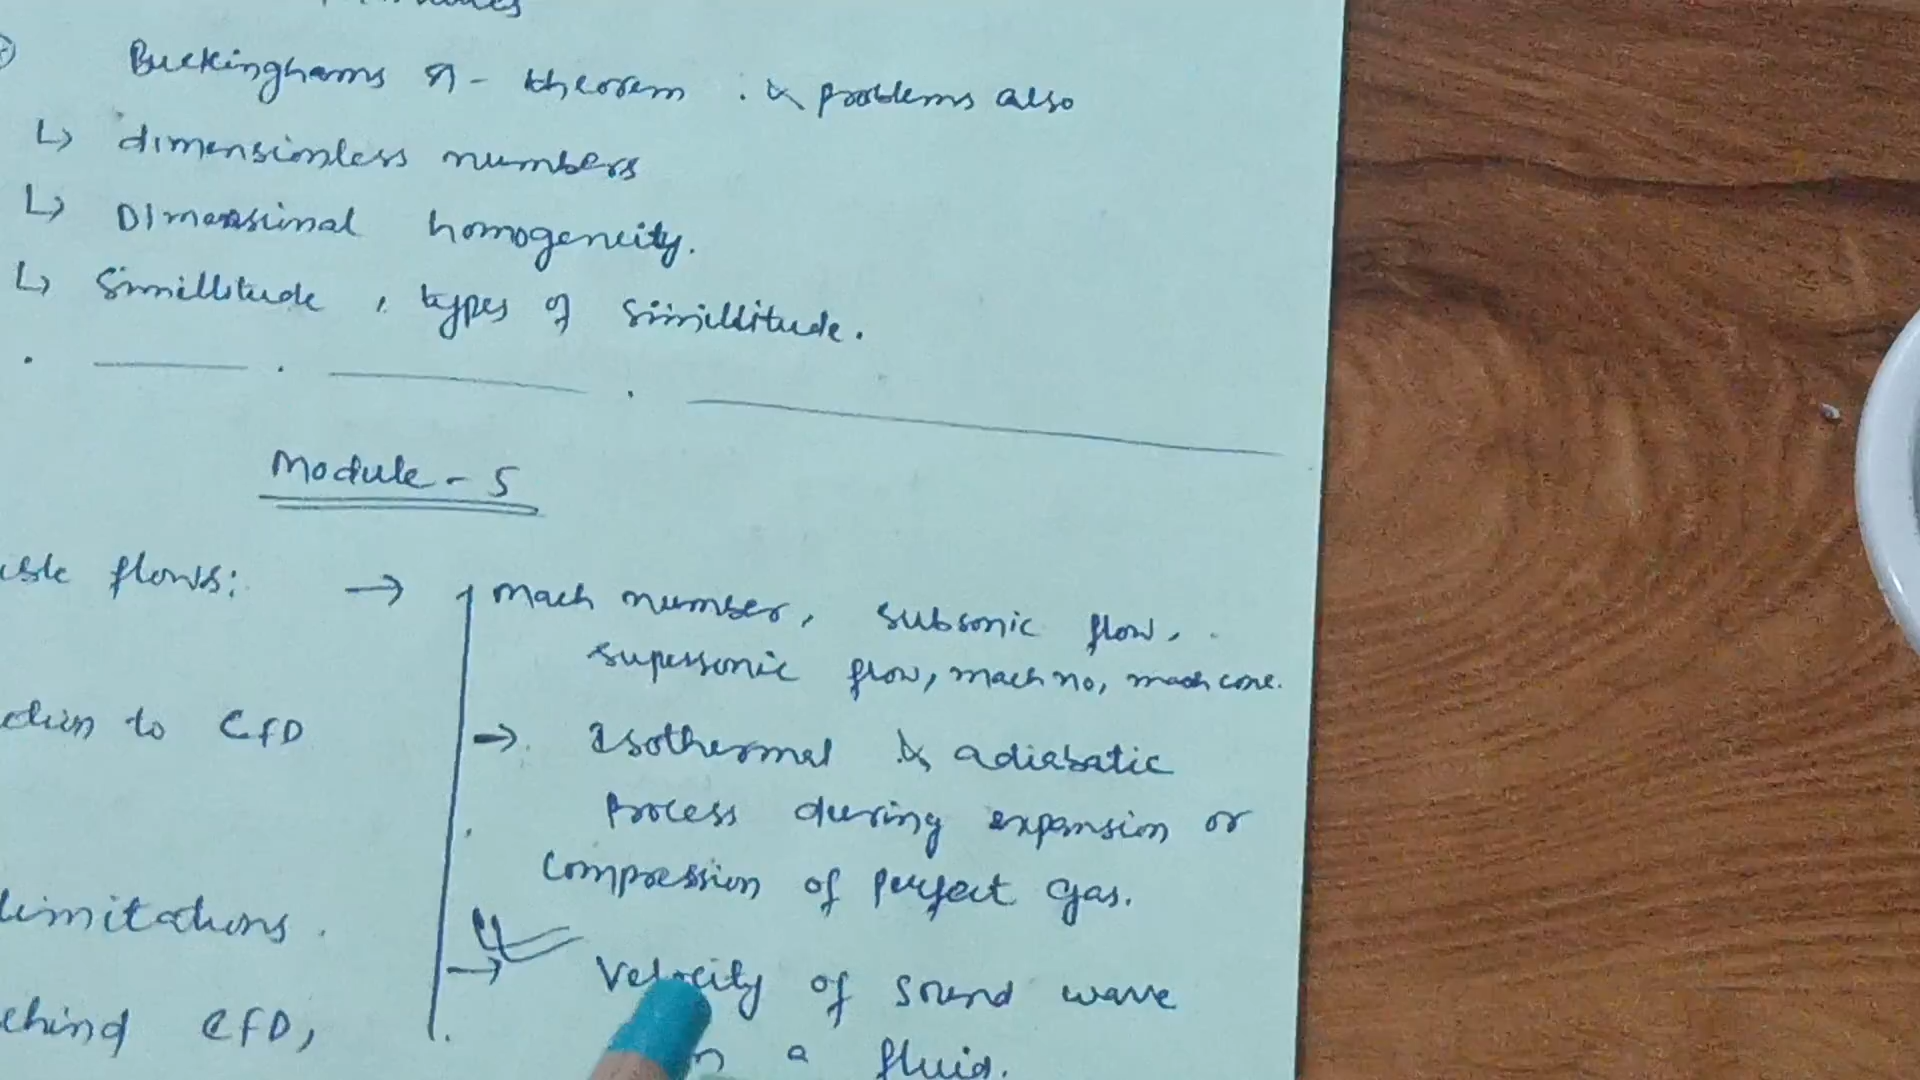 Buckinghams π - theorem . & problems also
↳ dimensionless numbers
↳ Dimensional homogeneity.
↳ Simillitude , types of simillitude.
Module - 5
flows: → Mach number, subsonic flow,
supersonic flow, mach no, mach cone.
to CFD
→ Isothermal & adiabatic
process during expansion or
compression of perfect gas.
limitations.
→ Velocity of sound wave
CFD,
a fluid.